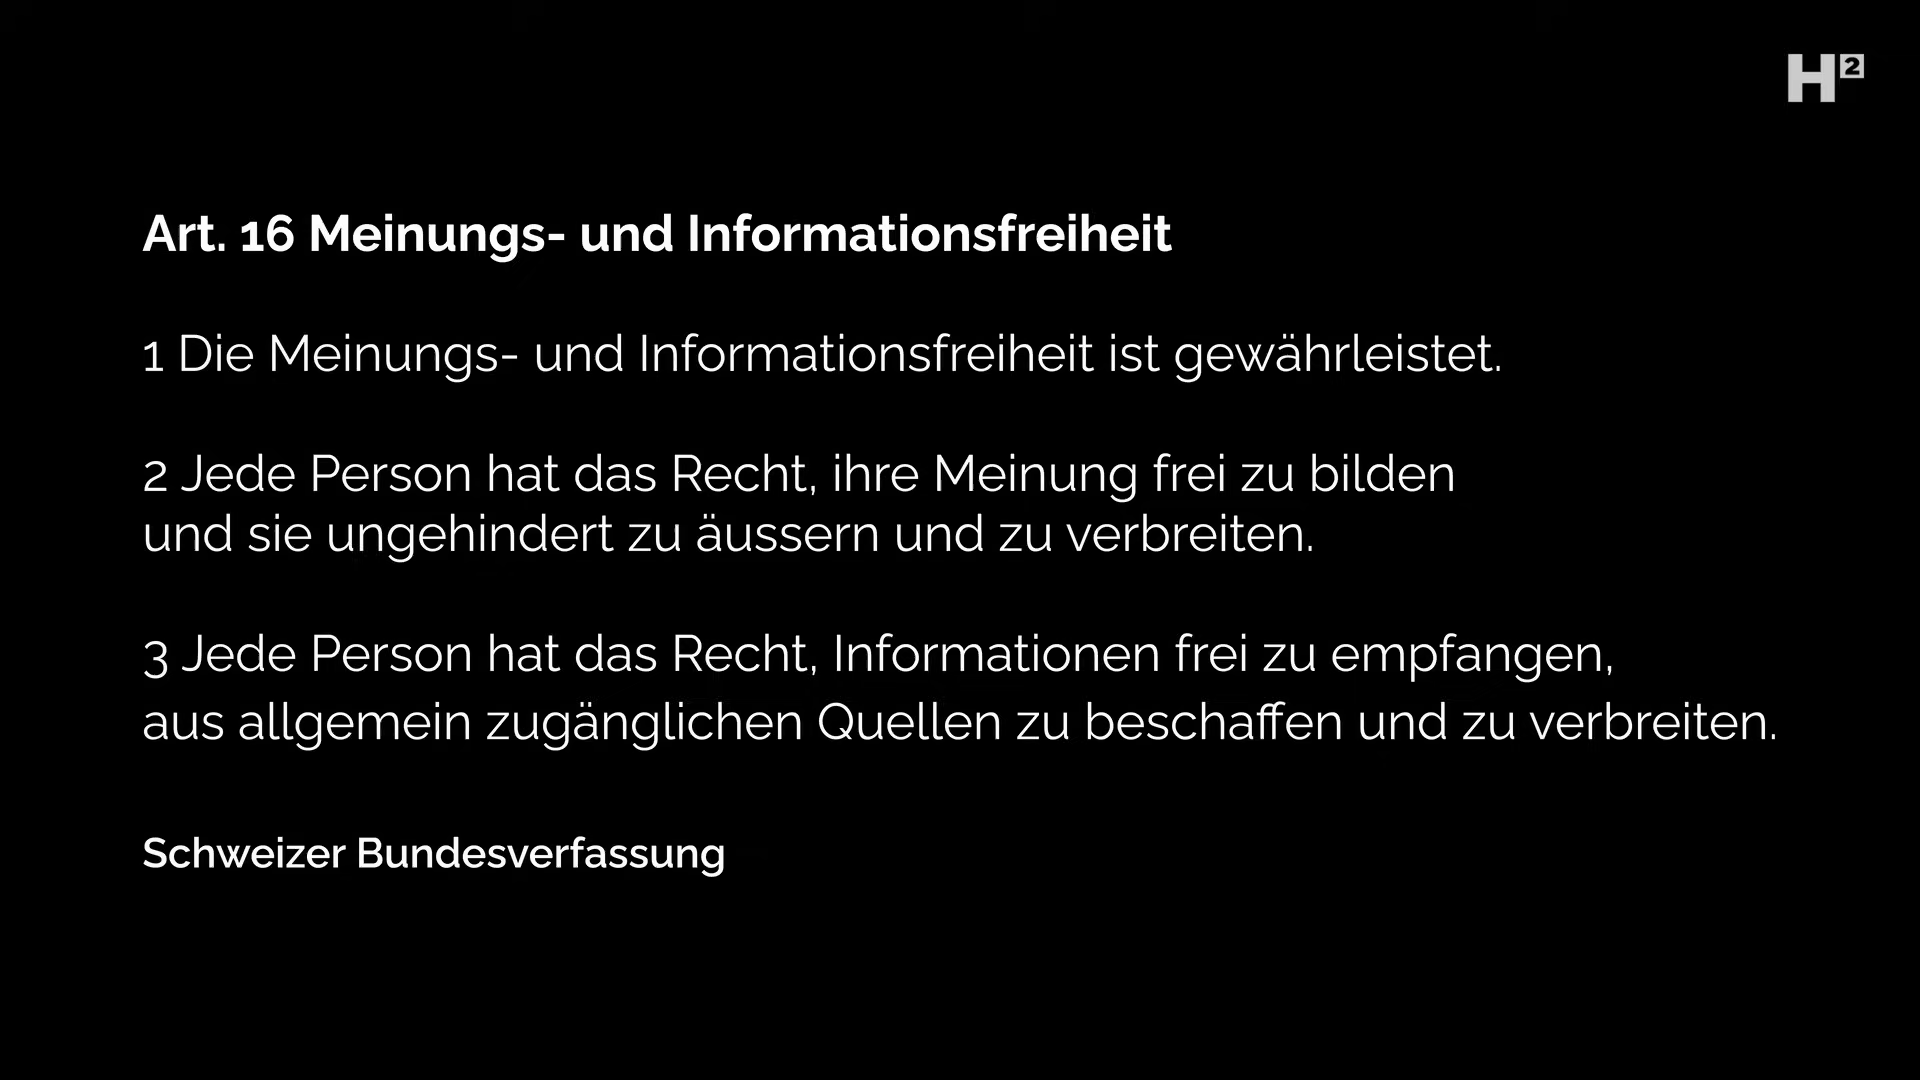 H²
Art. 16 Meinungs- und Informationsfreiheit
1 Die Meinungs- und Informationsfreiheit ist gewährleistet.
2 Jede Person hat das Recht, ihre Meinung frei zu bilden
und sie ungehindert zu äussern und zu verbreiten.
3 Jede Person hat das Recht, Informationen frei zu empfangen,
aus allgemein zugänglichen Quellen zu beschaffen und zu verbreiten.
Schweizer Bundesverfassung